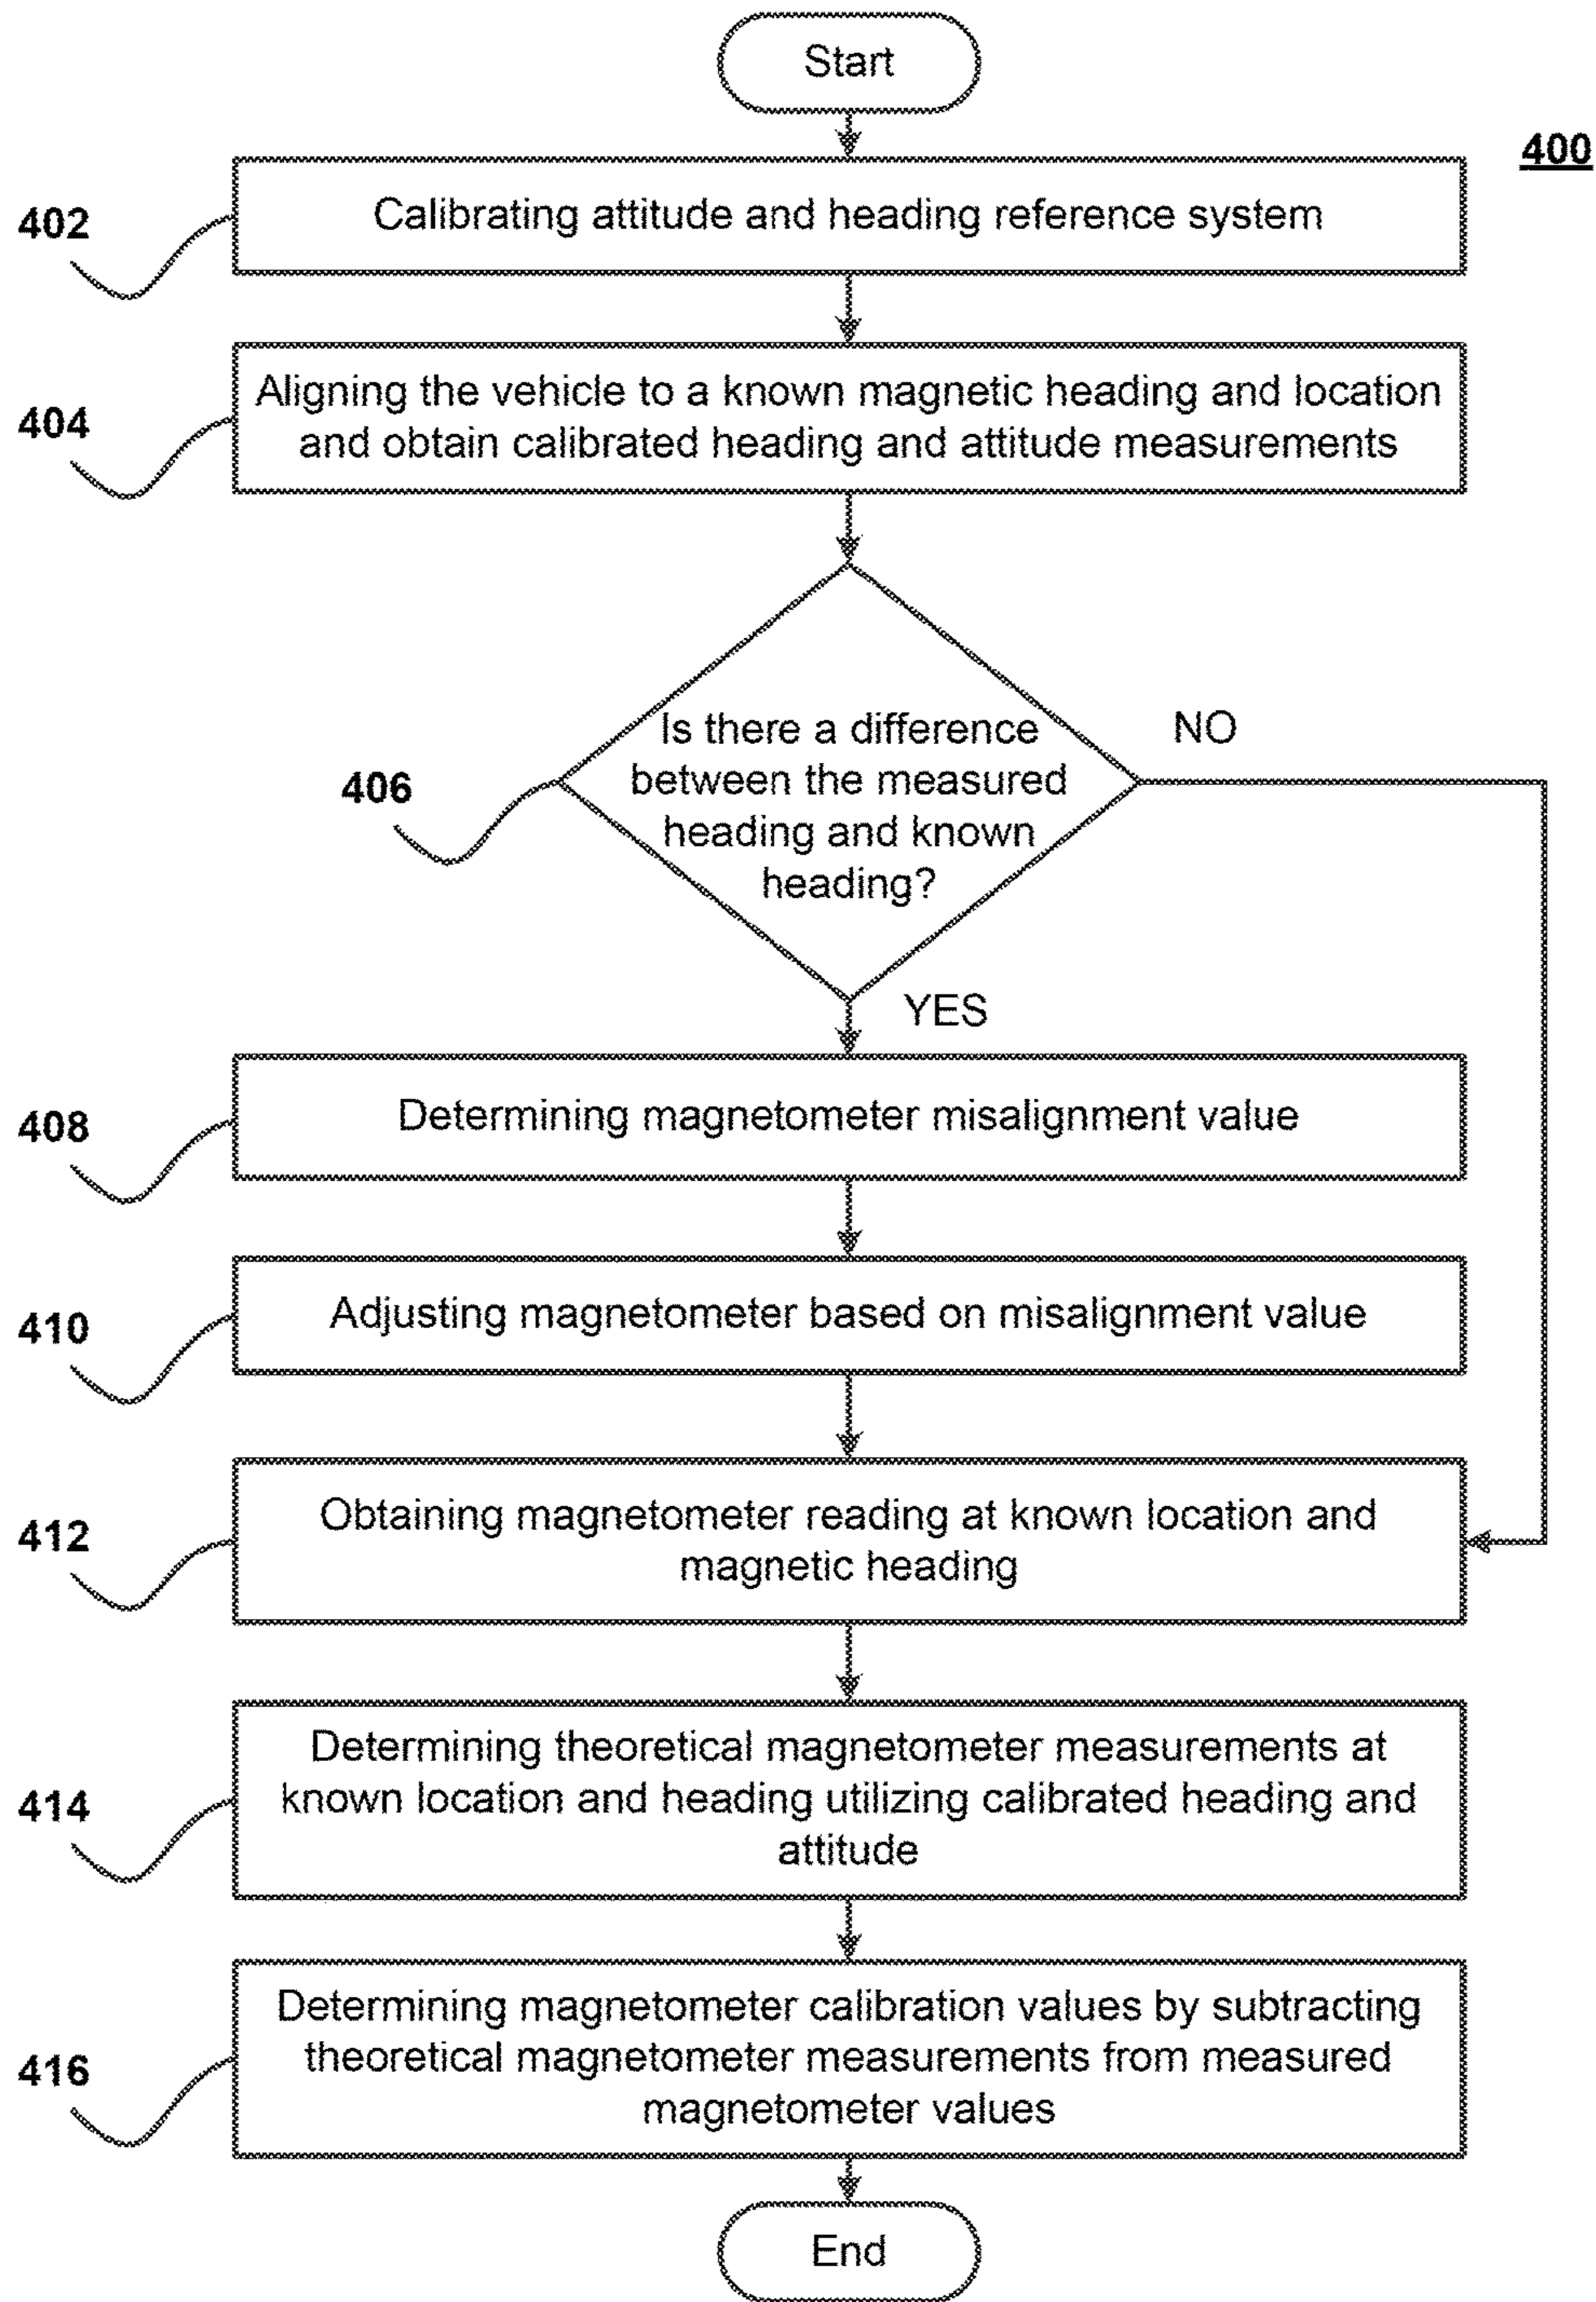 Start
400
402
Calibrating attitude and heading reference system
404
Aligning the vehicle to a known magnetic heading and location
and obtain calibrated heading and attitude measurements
406
Is there a difference
between the measured
heading and known
heading?
NO
YES
408
Determining magnetometer misalignment value
410
Adjusting magnetometer based on misalignment value
412
Obtaining magnetometer reading at known location and
magnetic heading
414
Determining theoretical magnetometer measurements at
known location and heading utilizing calibrated heading and
attitude
416
Determining magnetometer calibration values by subtracting
theoretical magnetometer measurements from measured
magnetometer values
End